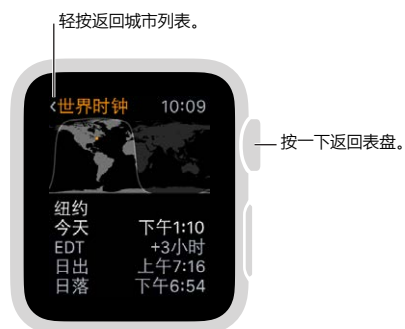 轻按返回城市列表。
<世界时钟 10:09
按一下返回表盘。
纽约
今天 下午1:10
EDT +3小时
日出 上午7:16
日落 下午6:54